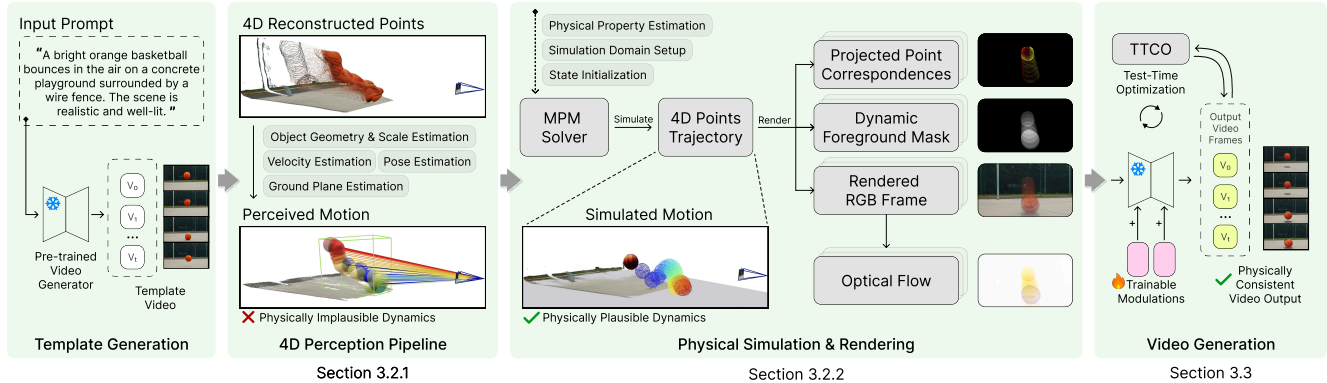 Input Prompt
“A bright orange basketball
bounces in the air on a concrete
playground surrounded by a
wire fence. The scene is
realistic and well-lit. ”
Pre-trained
Video
Generator
V₀
V₁
...
Vₜ
Template
Video
Template Generation
4D Reconstructed Points
Object Geometry & Scale Estimation
Velocity Estimation
Pose Estimation
Ground Plane Estimation
Perceived Motion
Physically Implausible Dynamics
4D Perception Pipeline
Section 3.2.1
Physical Property Estimation
Simulation Domain Setup
State Initialization
MPM
Solver
Simulate
4D Points
Trajectory
Render
Simulated Motion
Physically Plausible Dynamics
Projected Point
Correspondences
Dynamic
Foreground Mask
Rendered
RGB Frame
Optical Flow
Physical Simulation & Rendering
Section 3.2.2
TTCO
Test-Time
Optimization
+
+
Trainable
Modulations
Output
Video
Frames
V₀
V₁
...
Vₜ
Physically
Consistent
Video Output
Video Generation
Section 3.3